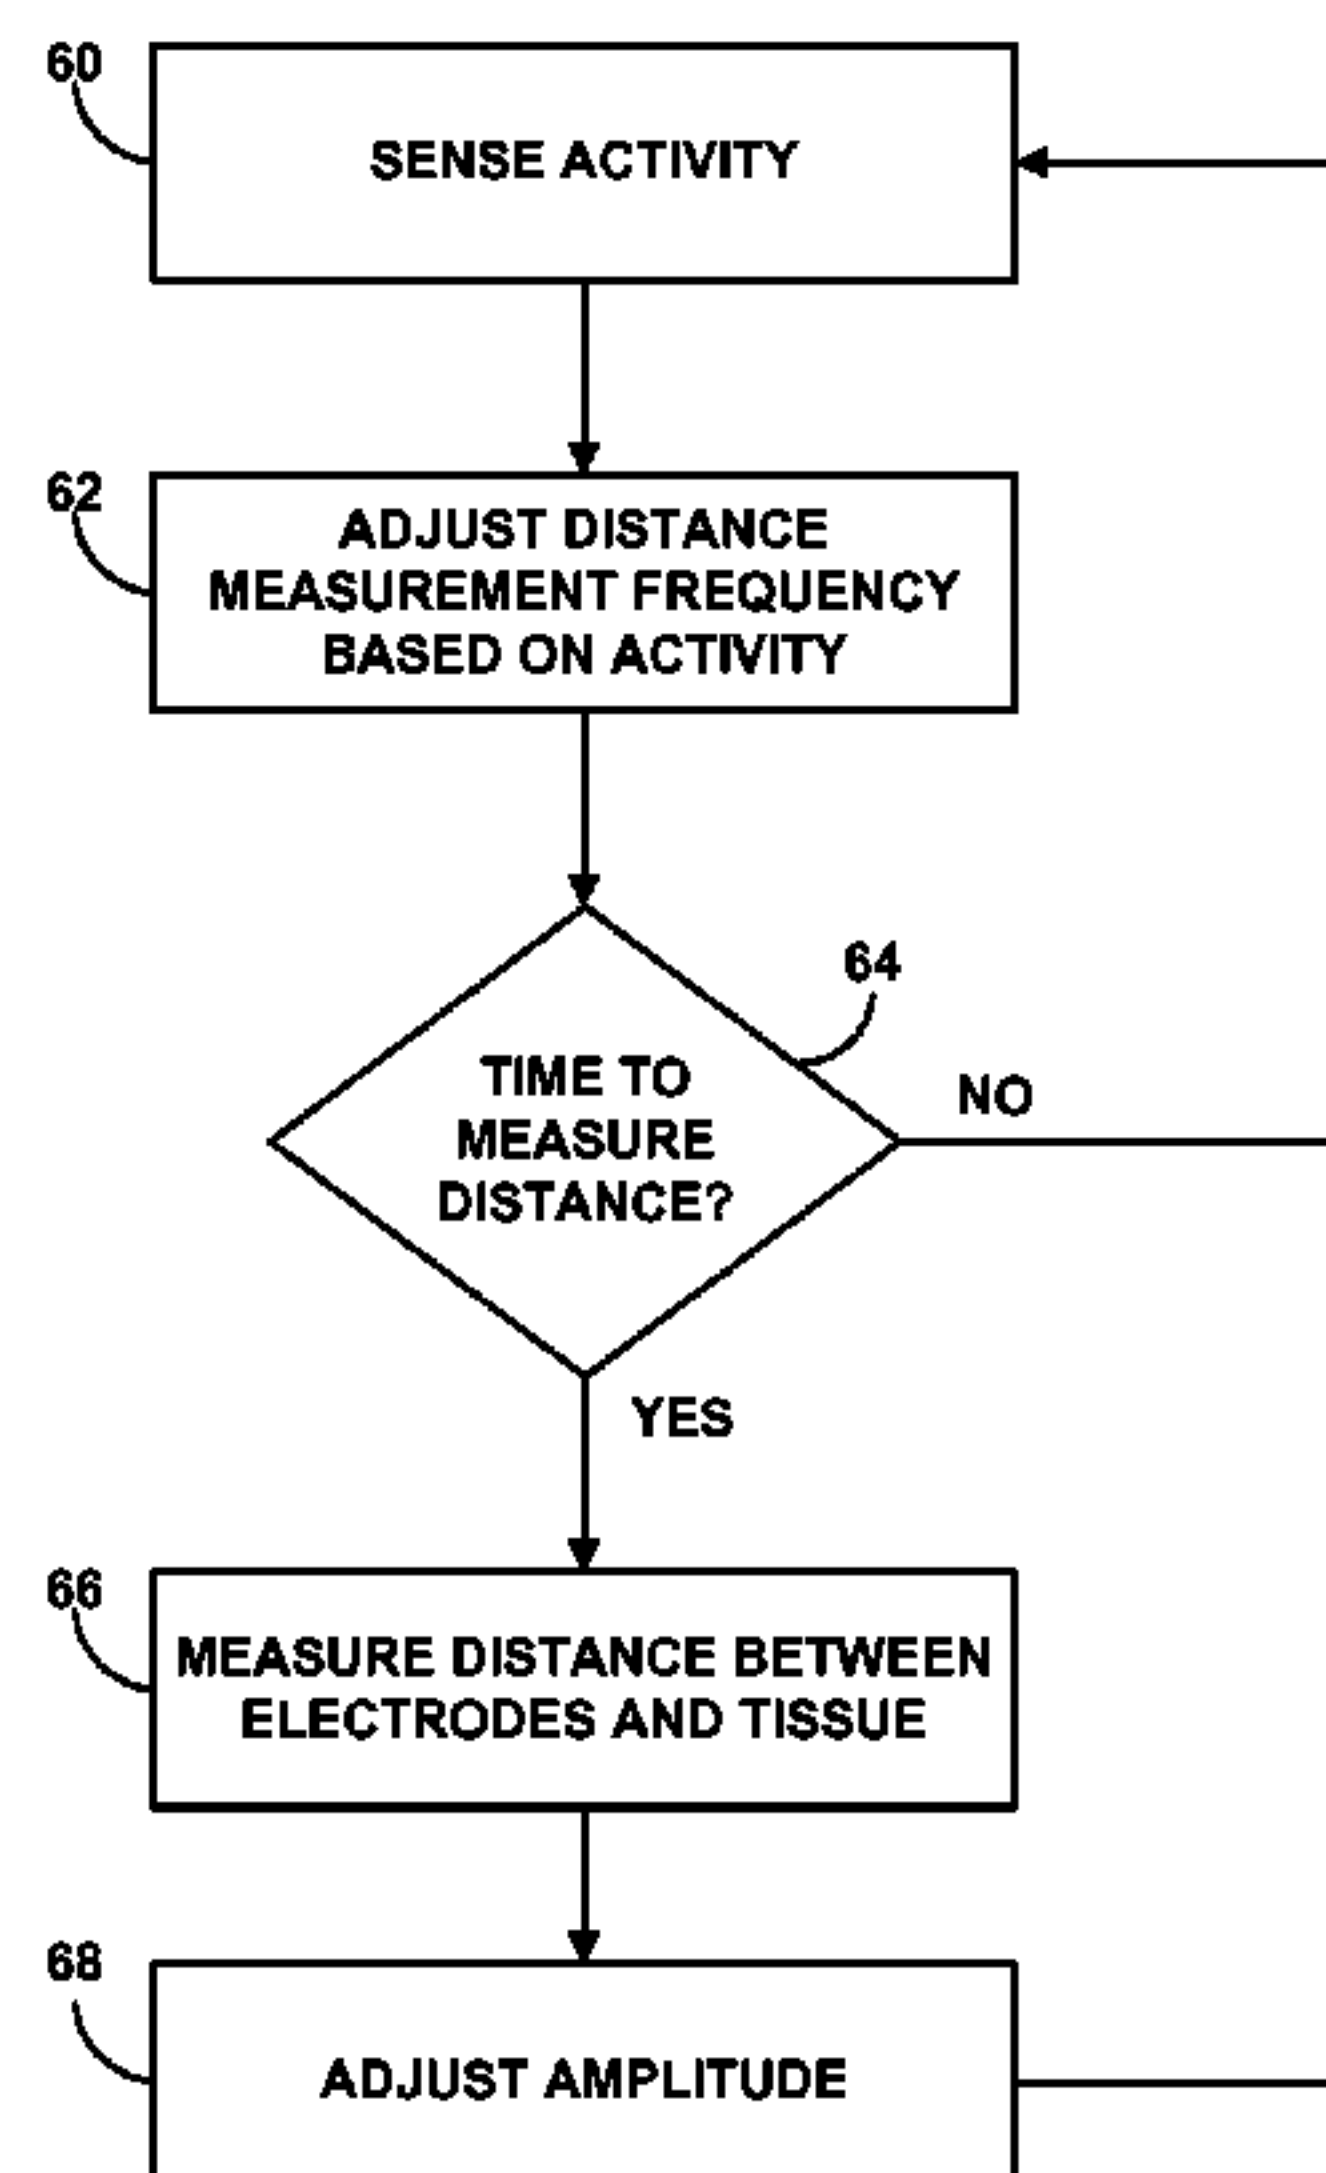 60
SENSE ACTIVITY
62
ADJUST DISTANCE
MEASUREMENT FREQUENCY
BASED ON ACTIVITY
64
TIME TO
MEASURE
DISTANCE?
NO
YES
66
MEASURE DISTANCE BETWEEN
ELECTRODES AND TISSUE
68
ADJUST AMPLITUDE